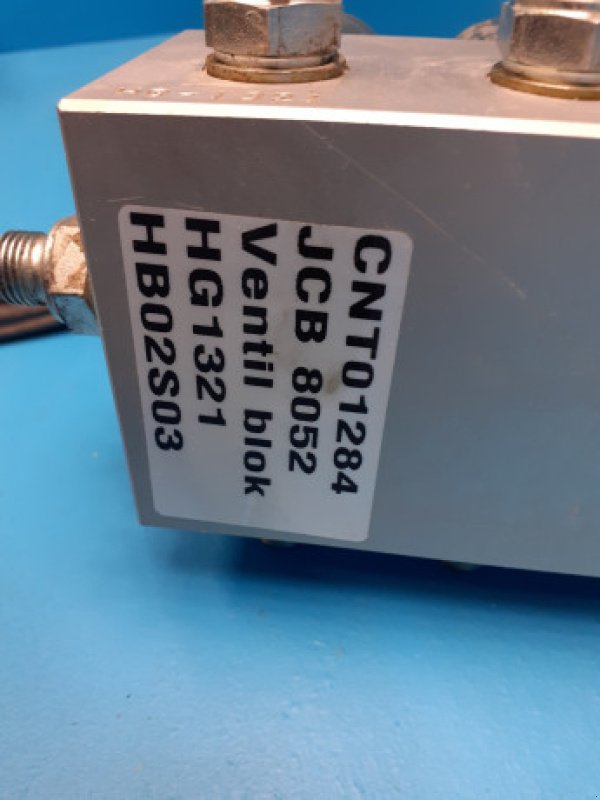 CNT01284
JCB 8052
Ventil blok
HG1321
HB02S03